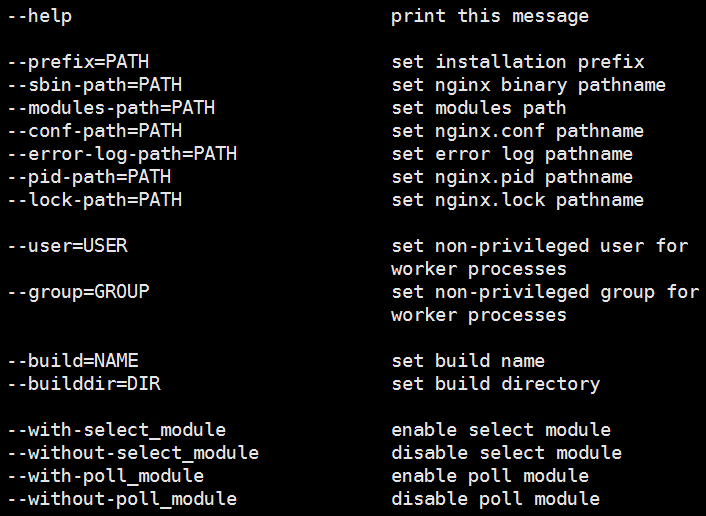 --help                             print this message

--prefix=PATH                      set installation prefix
--sbin-path=PATH                   set nginx binary pathname
--modules-path=PATH                set modules path
--conf-path=PATH                   set nginx.conf pathname
--error-log-path=PATH              set error log pathname
--pid-path=PATH                    set nginx.pid pathname
--lock-path=PATH                   set nginx.lock pathname

--user=USER                        set non-privileged user for
                                   worker processes
--group=GROUP                      set non-privileged group for
                                   worker processes

--build=NAME                       set build name
--builddir=DIR                     set build directory

--with-select_module               enable select module
--without-select_module            disable select module
--with-poll_module                 enable poll module
--without-poll_module              disable poll module